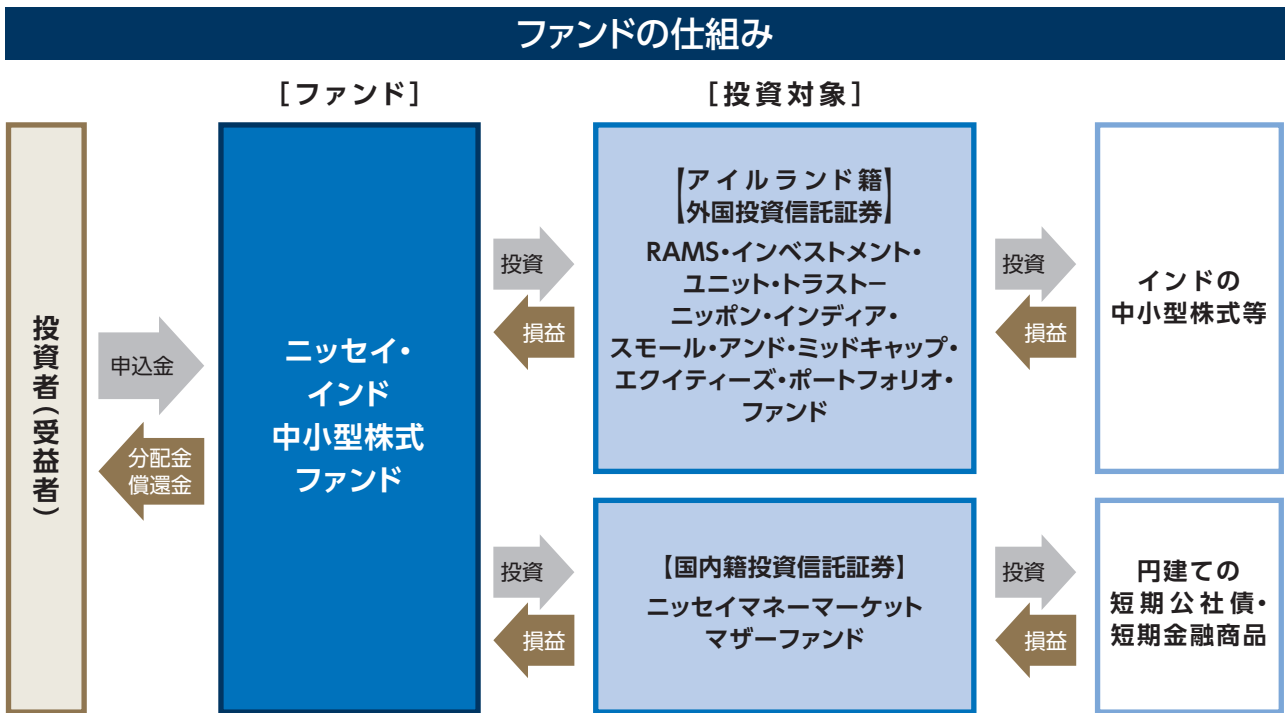 ファンドの仕組み
［ファンド］
［投資対象］
投資者(受益者)
申込金
分配金
償還金
ニッセイ・
インド
中小型株式
ファンド
投資
損益
【アイルランド籍
外国投資信託証券】
RAMS・インベストメント・
ユニット・トラストー
ニッポン・インディア・
スモール・アンド・ミッドキャップ・
エクイティーズ・ポートフォリオ・
ファンド
投資
損益
インドの
中小型株式等
投資
損益
【国内籍投資信託証券】
ニッセイマネーマーケット
マザーファンド
投資
損益
円建ての
短期公社債・
短期金融商品